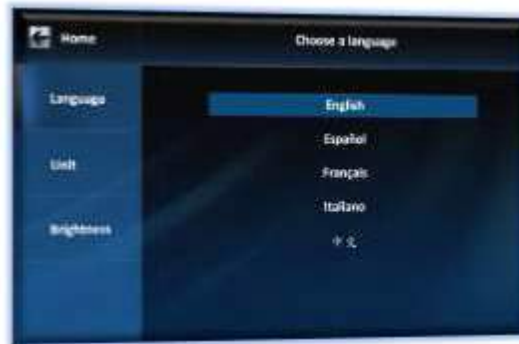 Home
Choose a language
Language
English
Español
Unit
Français
Italiano
Brightness
中文